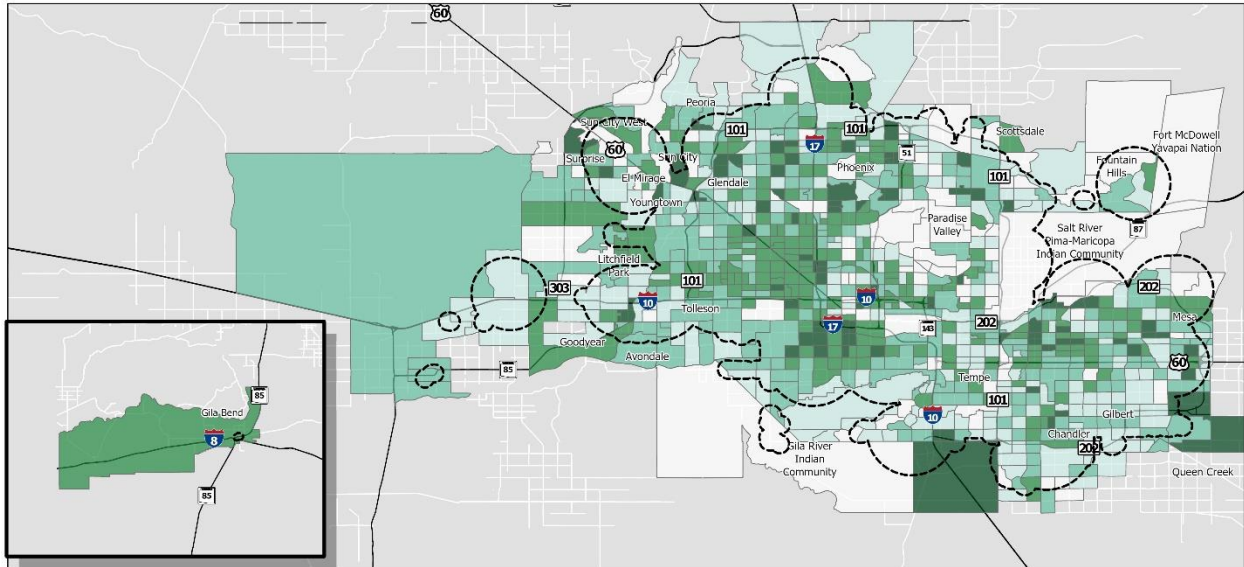 60
Peoria
101
101
Scottsdale
Sun City West
60
17
51
Fort McDowell
Yavapai Nation
Surprise
Sun City
Phoenix
Fountain
Hills
El Mirage
Glendale
101
Youngtown
Paradise
Valley
87
Salt River
Pima-Maricopa
Indian Community
Litchfield
Park
303
101
10
10
202
Tolleson
17
143
202
Mesa
Goodyear
Avondale
85
60
Tempe
101
10
Gilbert
Chandler
202
Gila River
Indian
Community
Queen Creek
85
Gila Bend
8
85